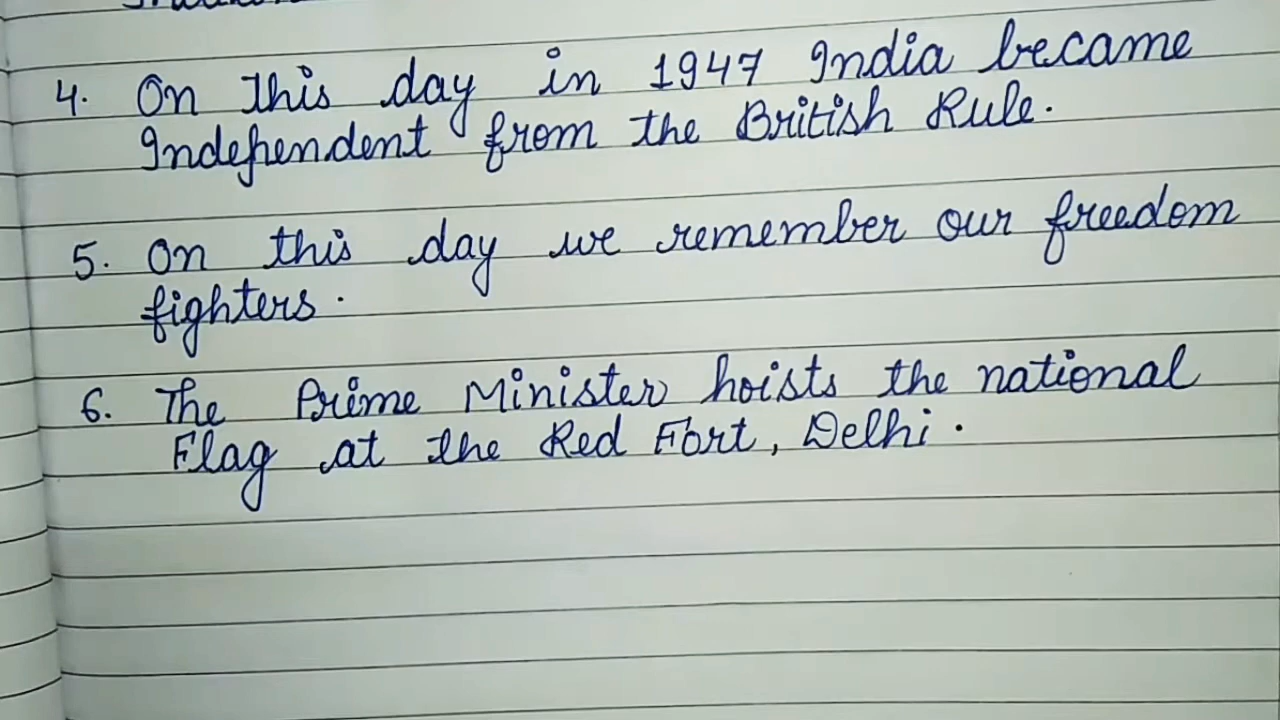 4. On this day in 1947 India became
Independent from the British Rule.
5. On this day we remember our freedom
fighters.
6. The Prime Minister hoists the national
Flag at the Red Fort, Delhi.